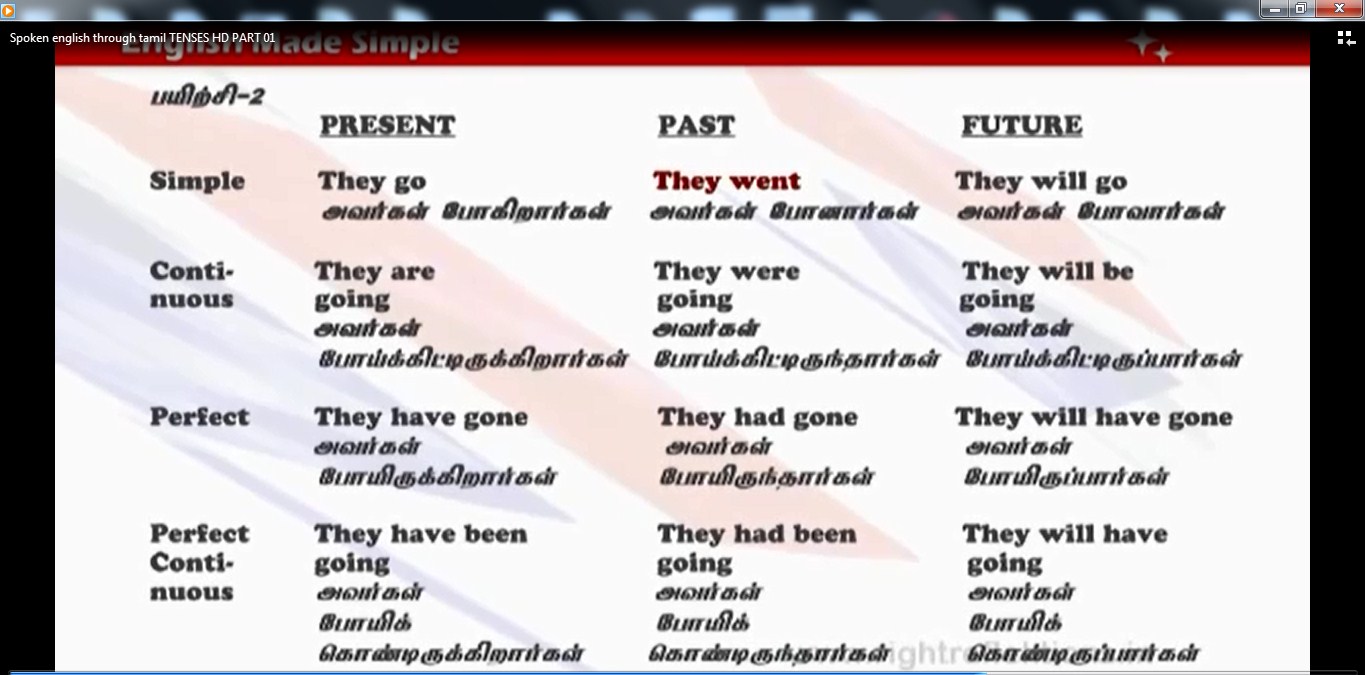 Spoken english through tamil TENSES HD PART 01
English Made Simple
பயிற்சி-2
PRESENT PAST FUTURE
Simple They go They went They will go
அவர்கள் போகிறார்கள் அவர்கள் போனார்கள் அவர்கள் போவார்கள்
Conti- They are They were They will be
nuous going going going
அவர்கள் அவர்கள் அவர்கள்
போய்க்கிட்டிருக்கிறார்கள் போய்க்கிட்டிருந்தார்கள் போய்க்கிட்டிருப்பார்கள்
Perfect They have gone They had gone They will have gone
அவர்கள் அவர்கள் அவர்கள்
போயிருக்கிறார்கள் போயிருந்தார்கள் போயிருப்பார்கள்
Perfect They have been They had been They will have
Conti- going going going
nuous அவர்கள் அவர்கள் அவர்கள்
போயிக் போயிக் போயிக்
கொண்டிருக்கிறார்கள் கொண்டிருந்தார்கள் கொண்டிருப்பார்கள்